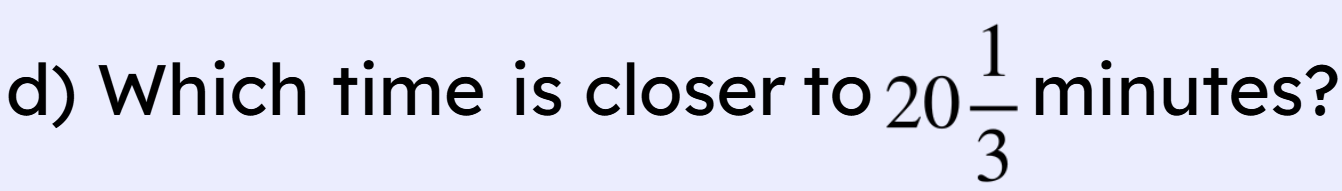 d) Which time is closer to 20 1/3 minutes?